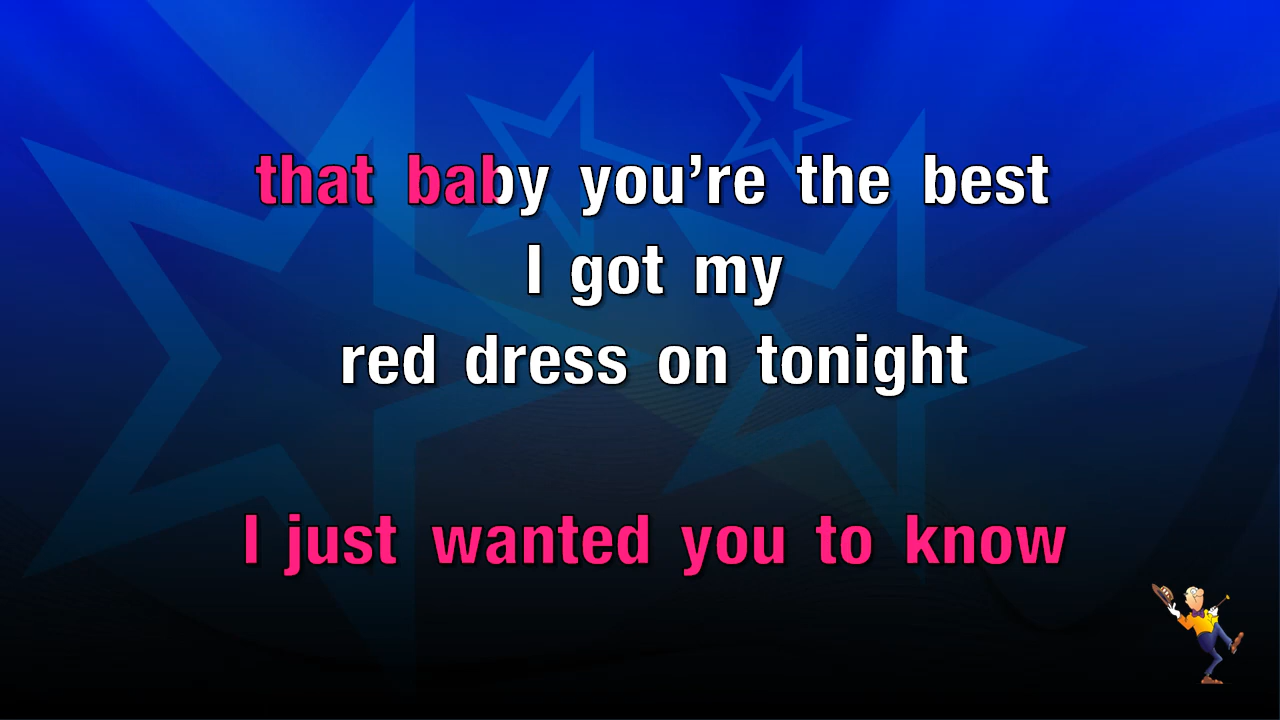 that baby you're the best
I got my
red dress on tonight
I just wanted you to know